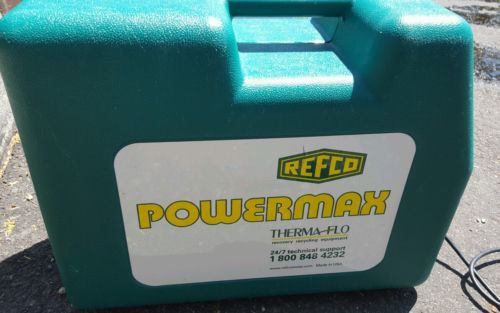 REFCO
POWERMAX
THERMA-FLO
recovery recycling equipment
24/7 technical support
1 800 848 4232
Made in USA